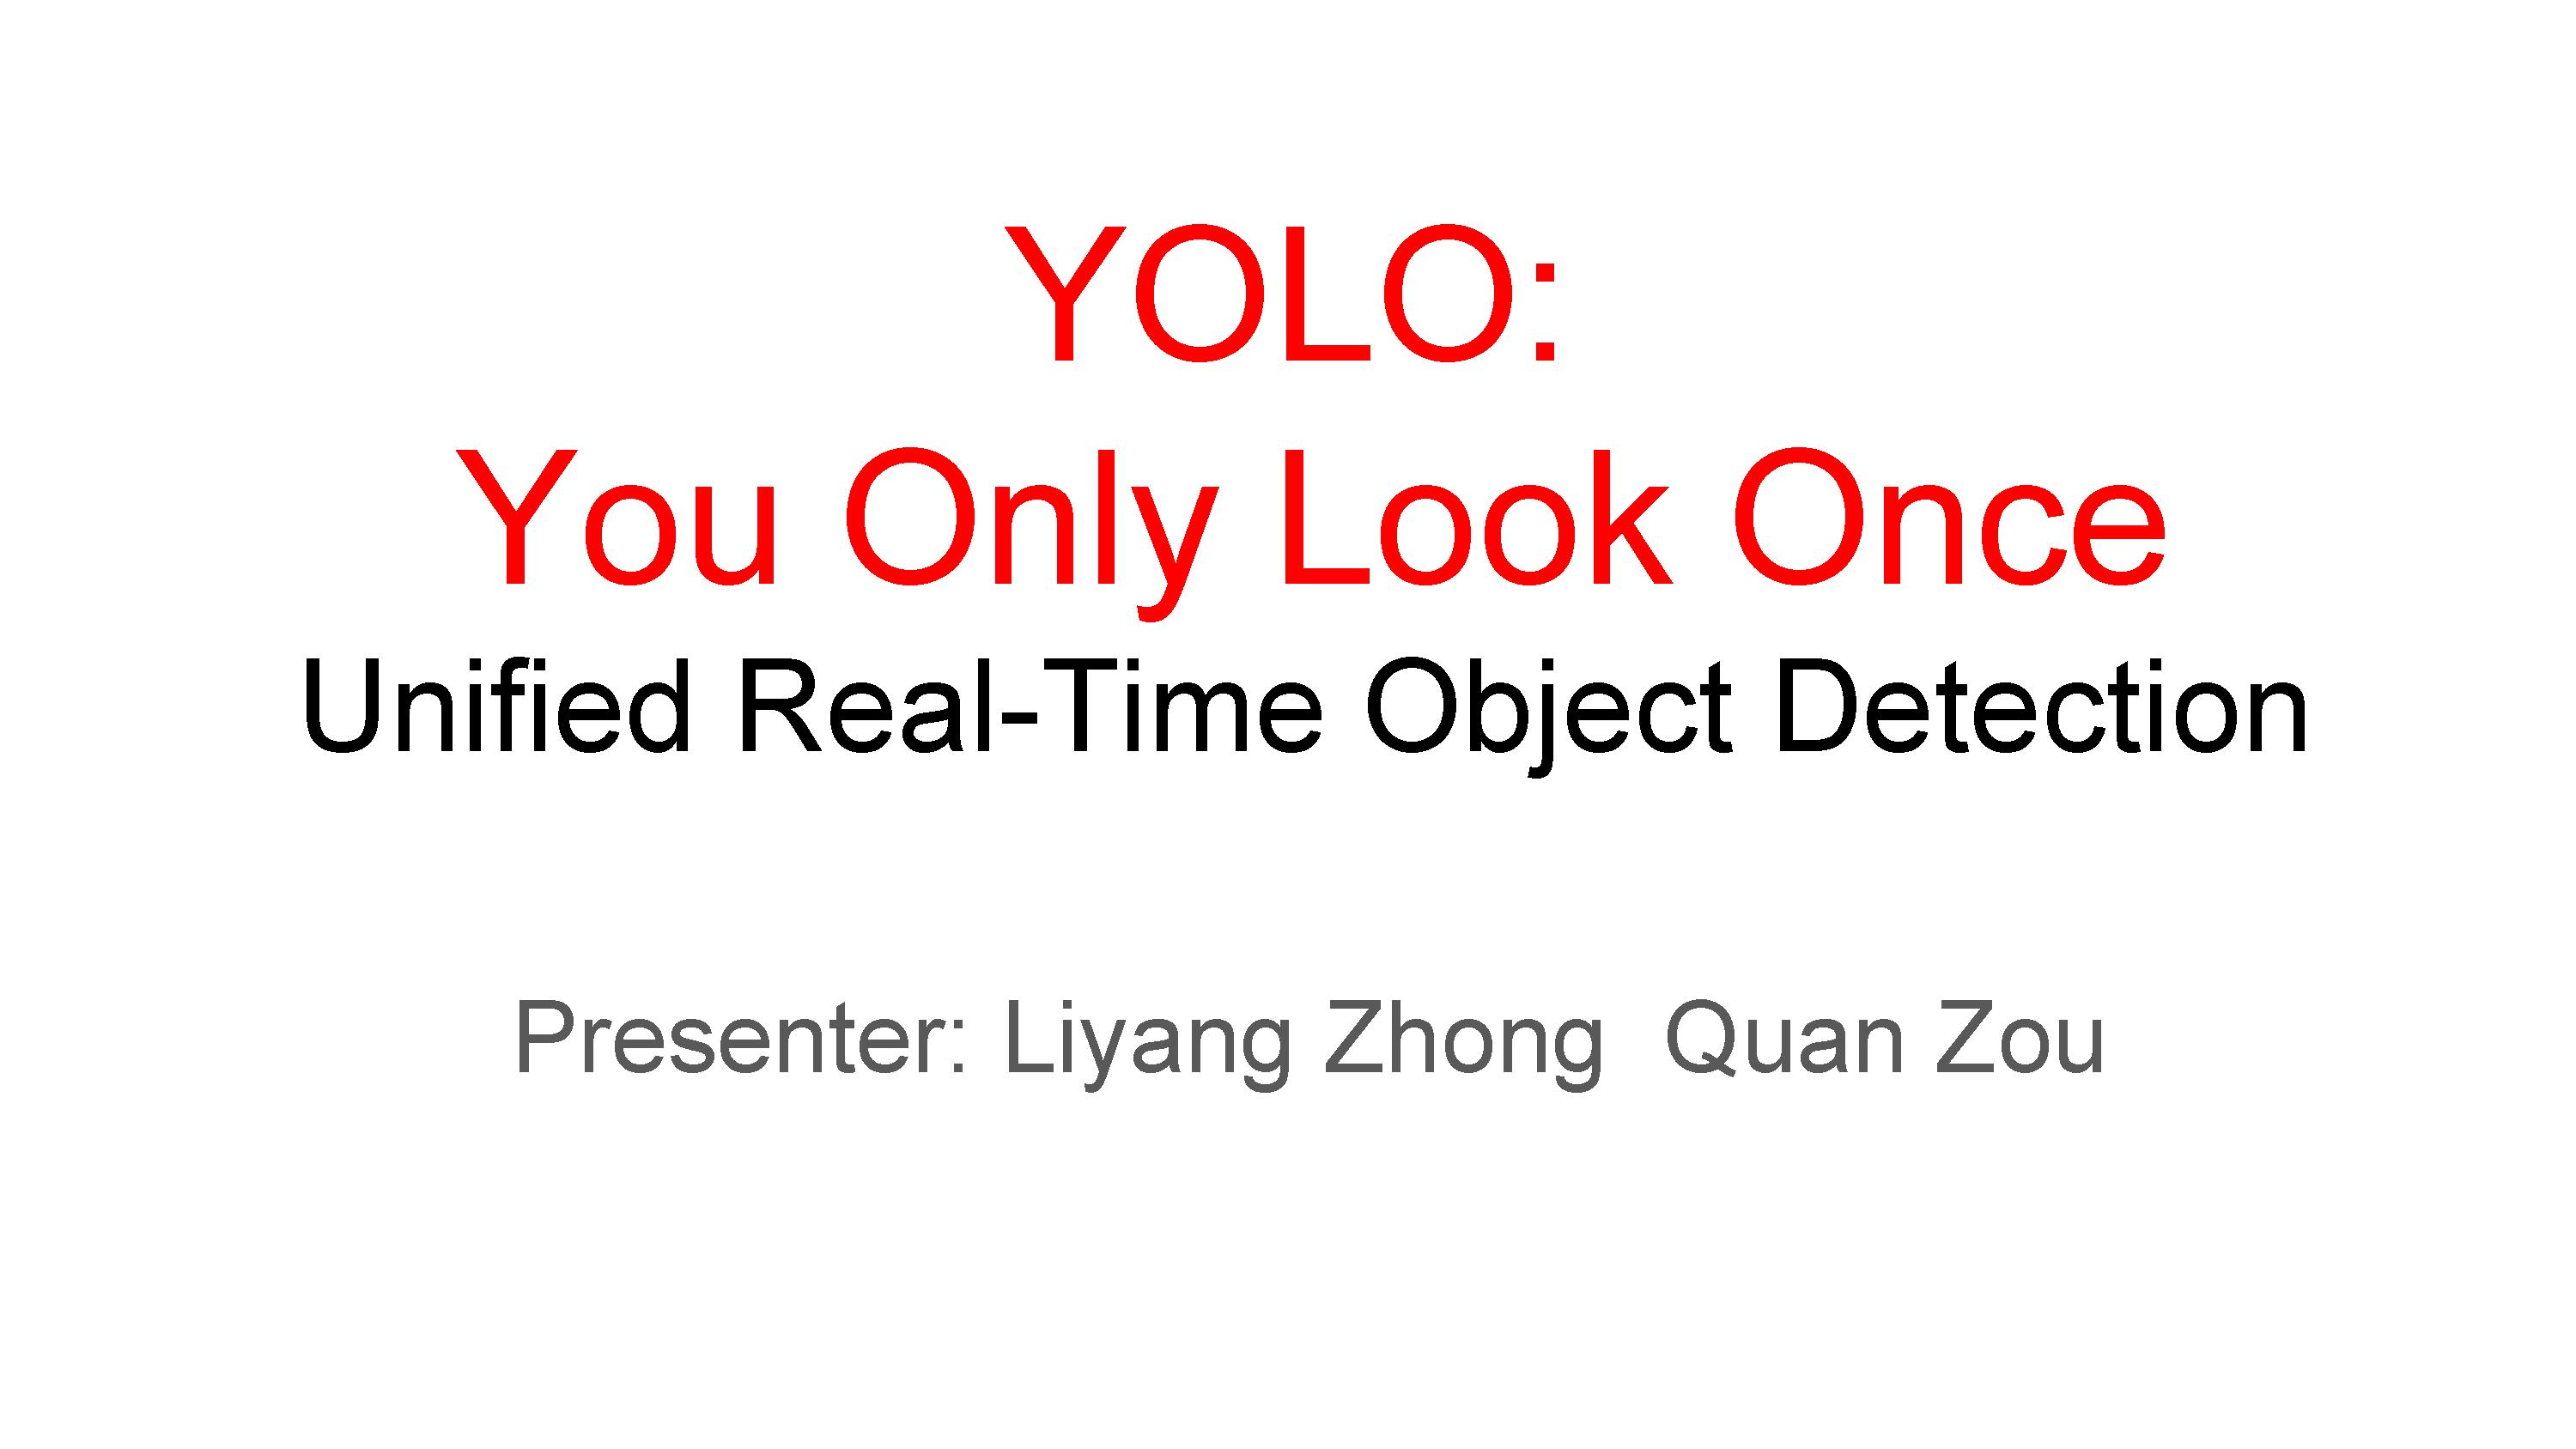 YOLO:
You Only Look Once
Unified Real-Time Object Detection
Presenter: Liyang Zhong  Quan Zou